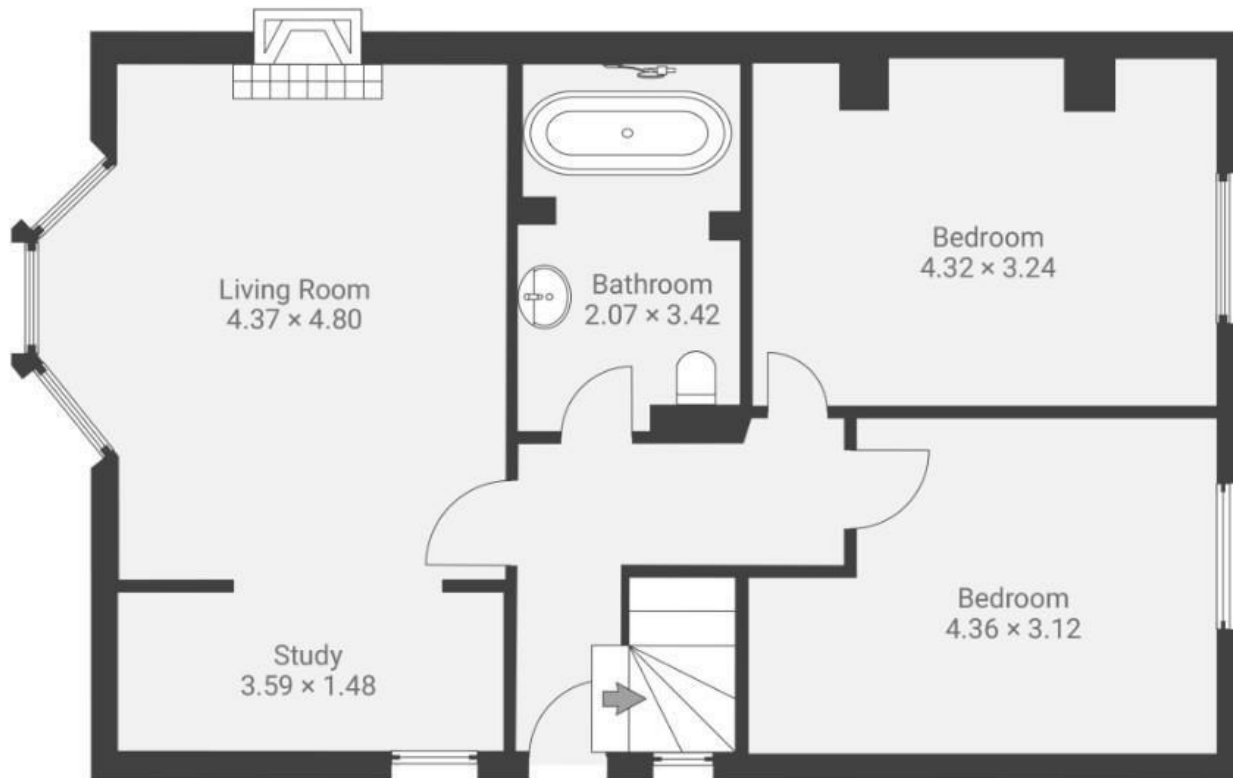 Living Room
4.37 × 4.80
Bathroom
2.07 × 3.42
Bedroom
4.32 × 3.24
Study
3.59 × 1.48
Bedroom
4.36 × 3.12